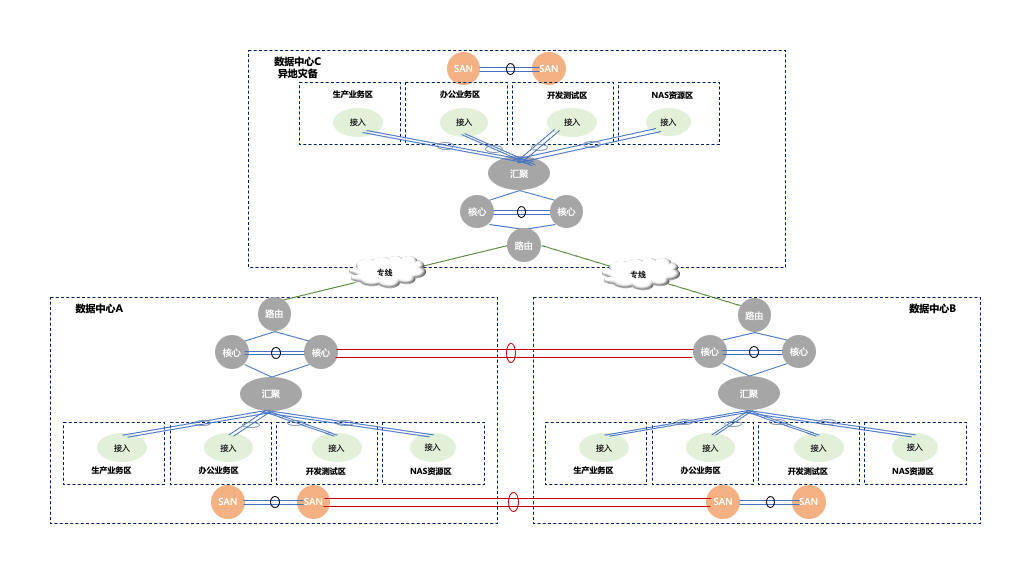 数据中心C
异地灾备
SAN
SAN
生产业务区
办公业务区
开发测试区
NAS资源区
接入
接入
接入
接入
汇聚
核心
核心
路由
专线
专线
数据中心A
路由
核心
核心
汇聚
接入
接入
接入
接入
生产业务区
办公业务区
开发测试区
NAS资源区
SAN
SAN
数据中心B
路由
核心
核心
汇聚
接入
接入
接入
接入
生产业务区
办公业务区
开发测试区
NAS资源区
SAN
SAN